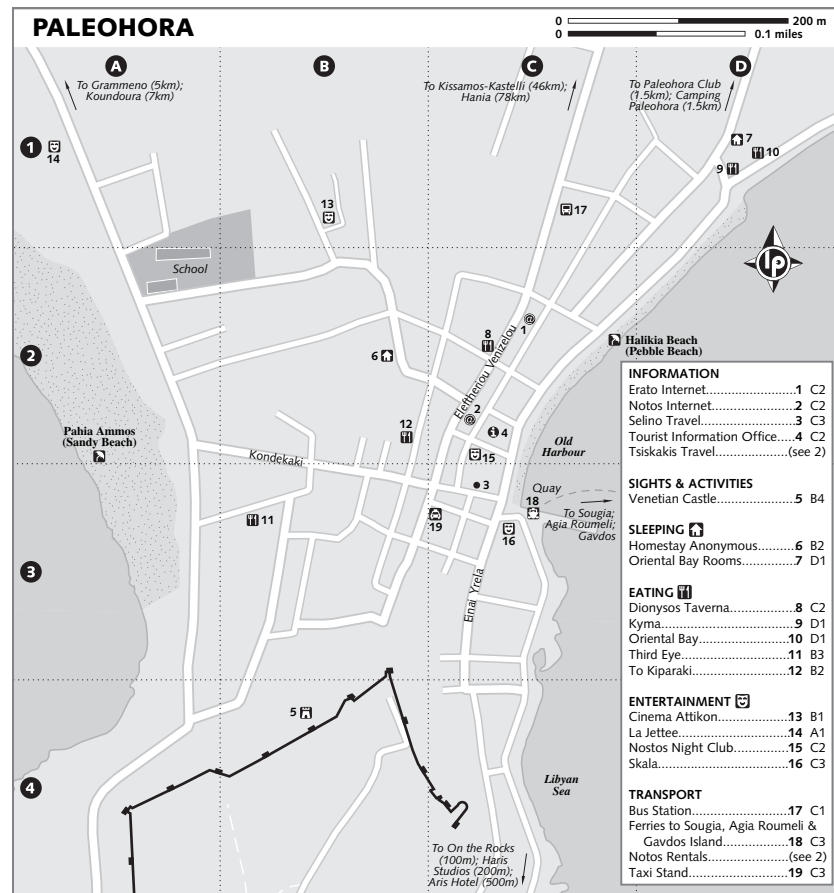 PALEOHORA
0 200 m
0 0.1 miles
A B C D
To Grammeno (5km);
Koundoura (7km)
To Kissamos-Kastelli (46km);
Hania (78km)
To Paleohora Club
(1.5km); Camping
Paleohora (1.5km)
1
14
7
10
9
13
17
School
lp
2
1
8
6
Eleftheriou Venizelou
Halikia Beach
(Pebble Beach)
2
12
4
Pahia Ammos
(Sandy Beach)
Old
Harbour
15
Kondekaki
3
Quay
18
To Sougia;
Agia Roumeli;
Gavdos
11
19
16
3
Einai Yrela
5
4
Libyan
Sea
To On the Rocks
(100m); Haris
Studios (200m);
Aris Hotel (500m)
INFORMATION
Erato Internet..............................1 C2
Notos Internet.............................2 C2
Selino Travel................................3 C3
Tourist Information Office.....4 C2
Tsiskakis Travel....................(see 2)
SIGHTS & ACTIVITIES
Venetian Castle...........................5 B4
SLEEPING
Homestay Anonymous..........6 B2
Oriental Bay Rooms................7 D1
EATING
Dionysos Taverna......................8 C2
Kyma.............................................9 D1
Oriental Bay..............................10 D1
Third Eye...................................11 B3
To Kiparaki...............................12 B2
ENTERTAINMENT
Cinema Attikon........................13 B1
La Jettee....................................14 A1
Nostos Night Club...................15 C2
Skala...........................................16 C3
TRANSPORT
Bus Station................................17 C1
Ferries to Sougia, Agia Roumeli &
Gavdos Island......................18 C3
Notos Rentals.......................(see 2)
Taxi Stand..................................19 C3